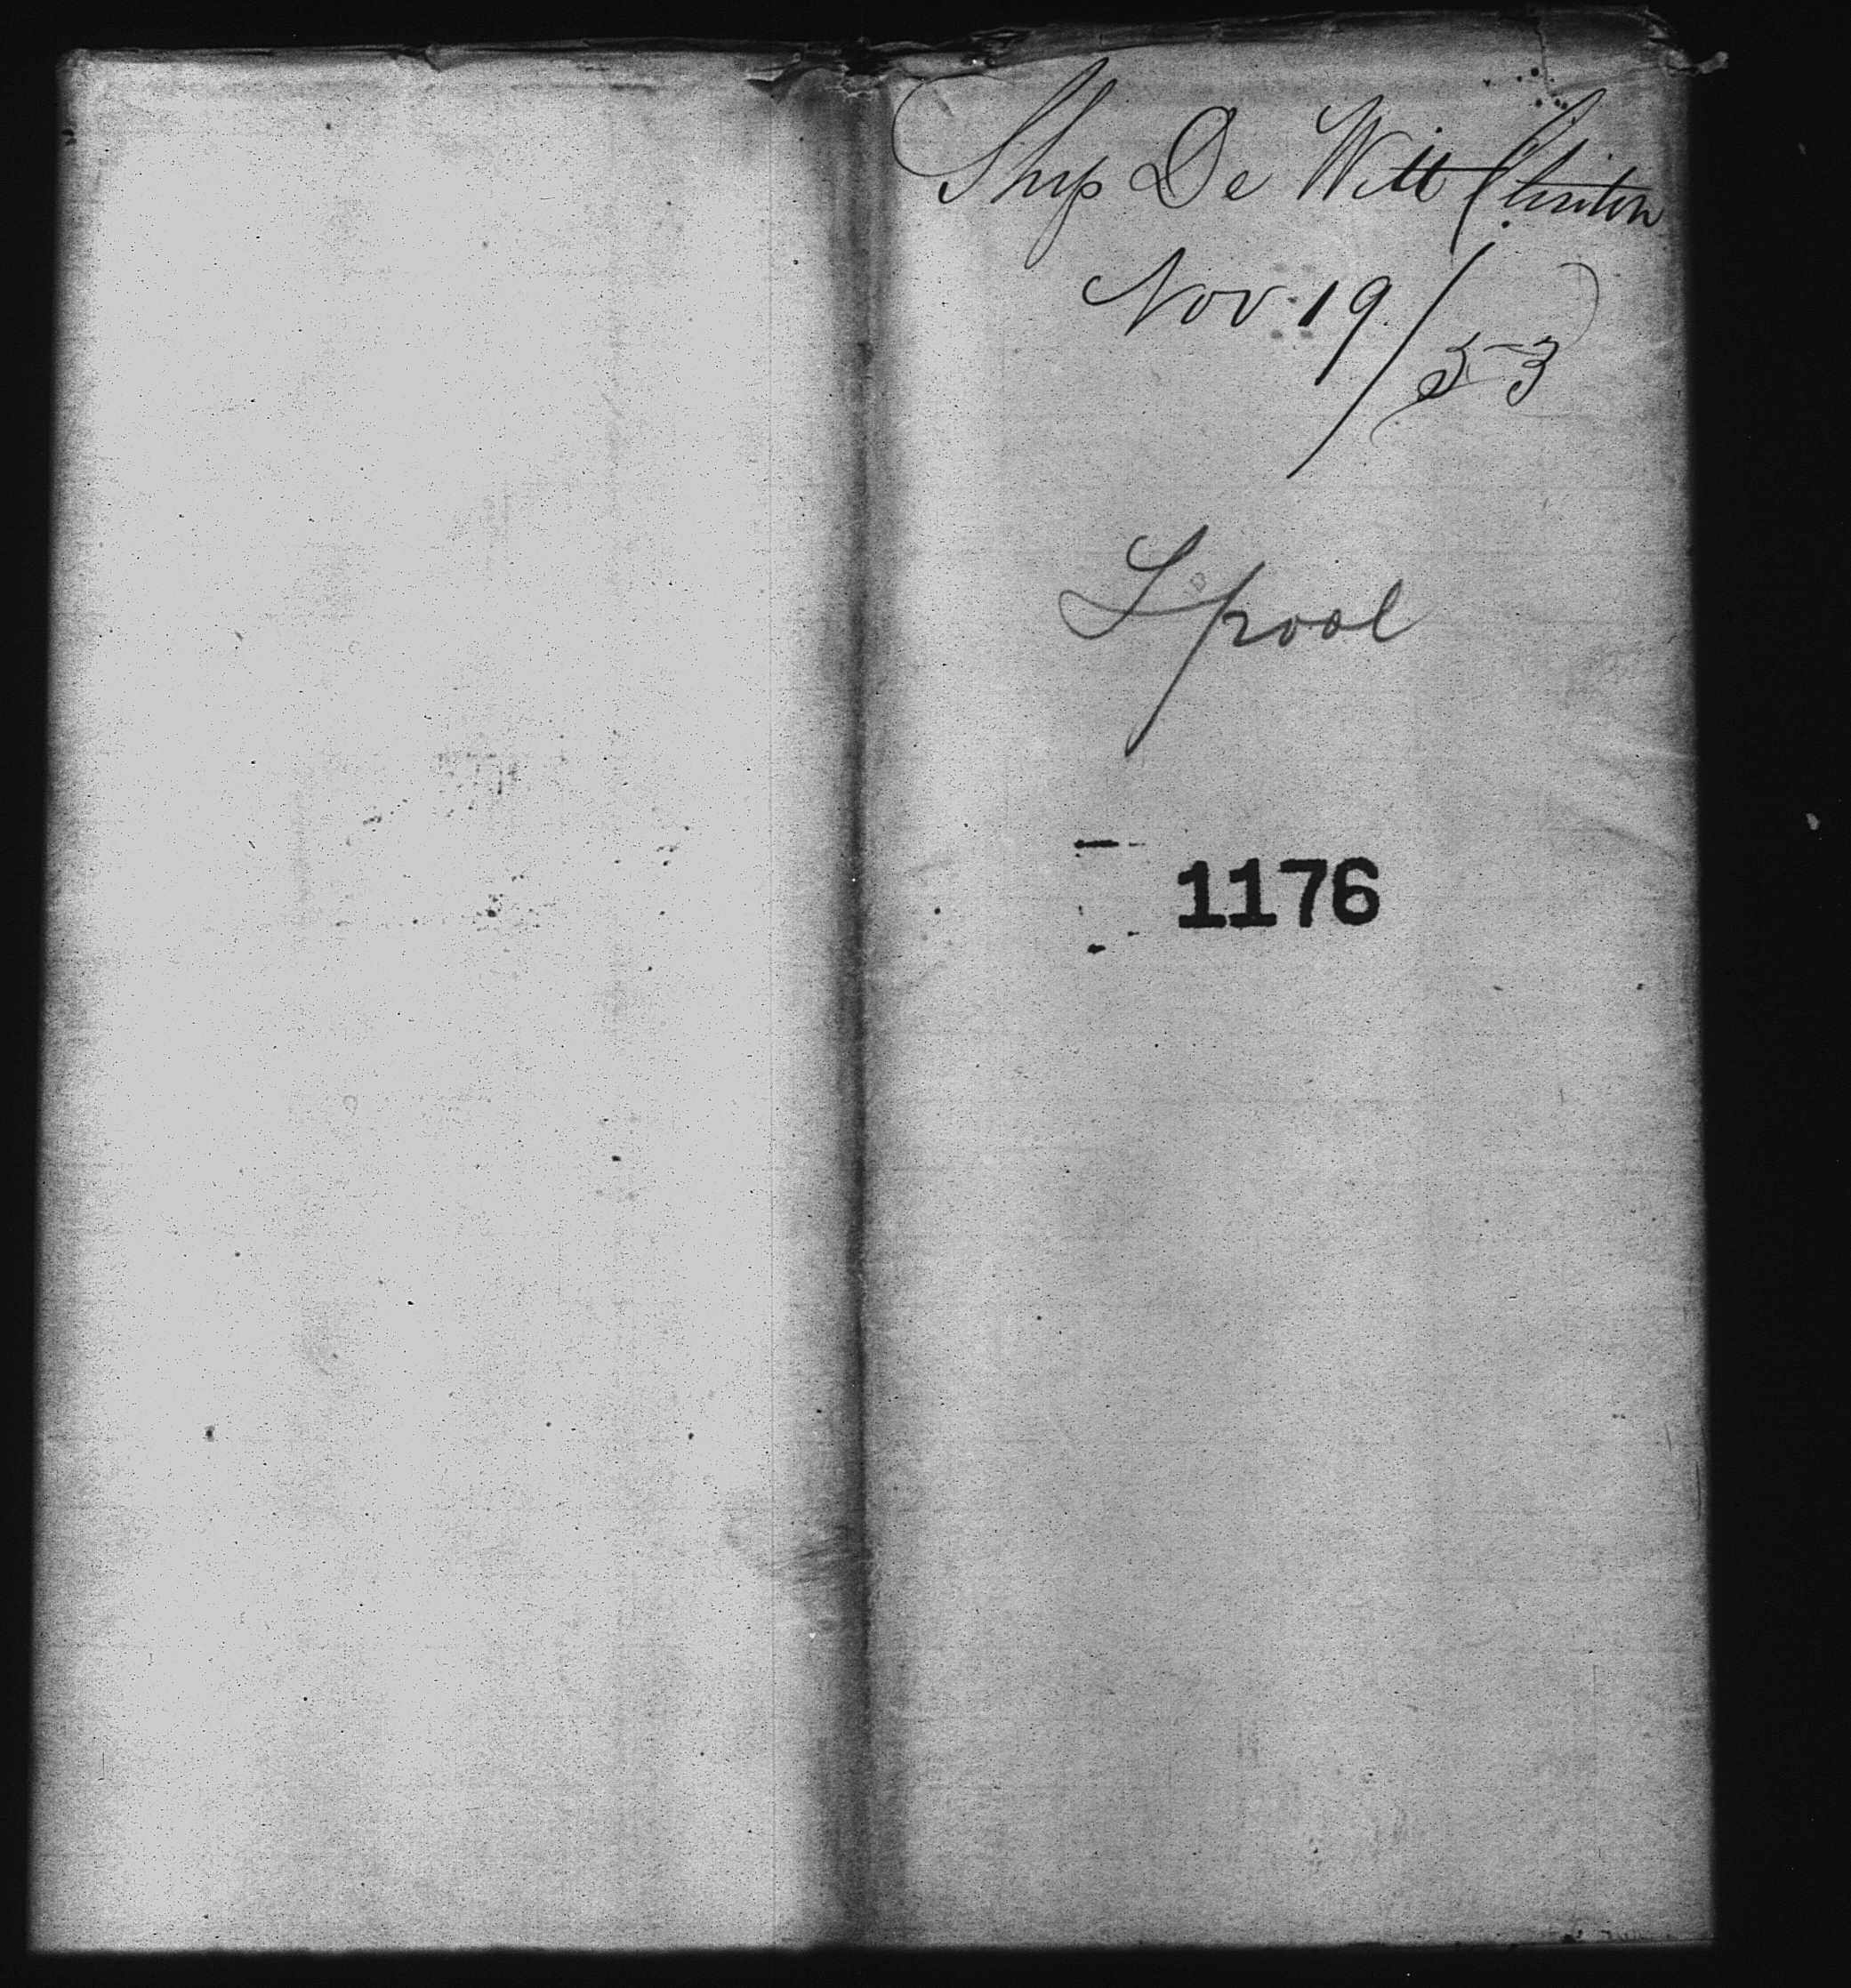 Ship De Witt Clinton
Nov 19/53
L'pool
1176